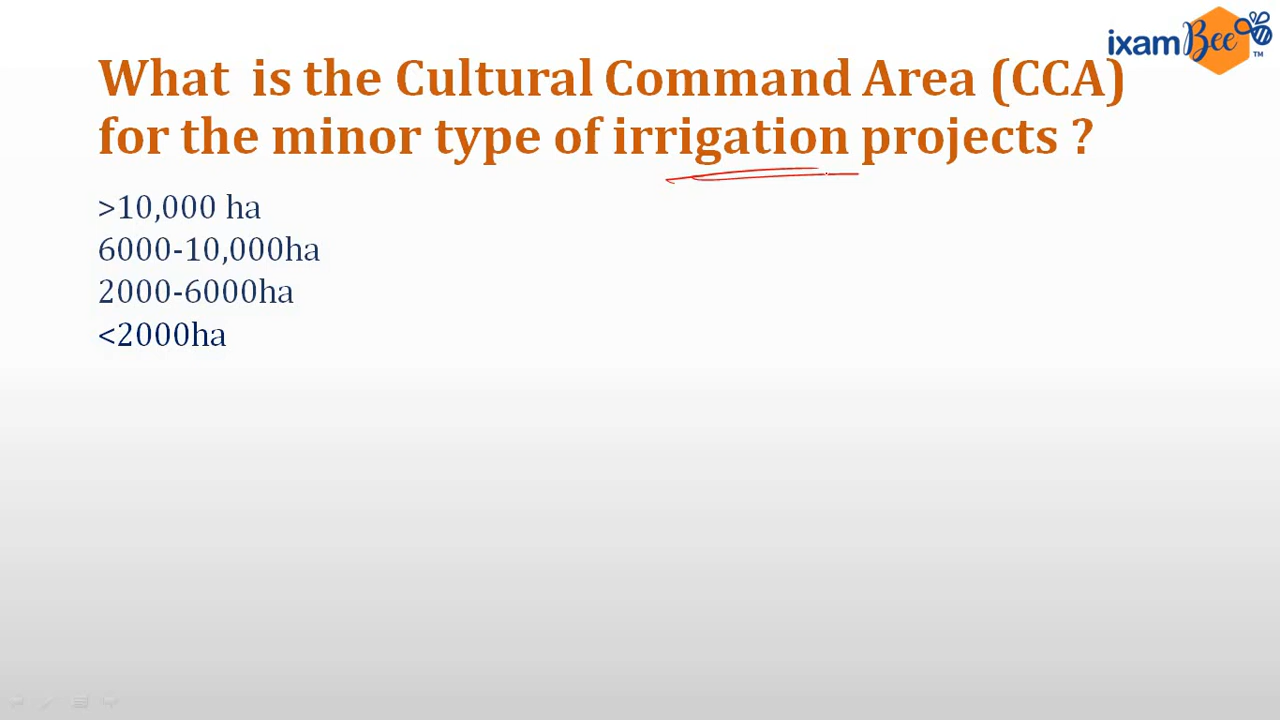 ixamBee™
What is the Cultural Command Area (CCA)
for the minor type of irrigation projects ?
>10,000 ha
6000-10,000ha
2000-6000ha
<2000ha